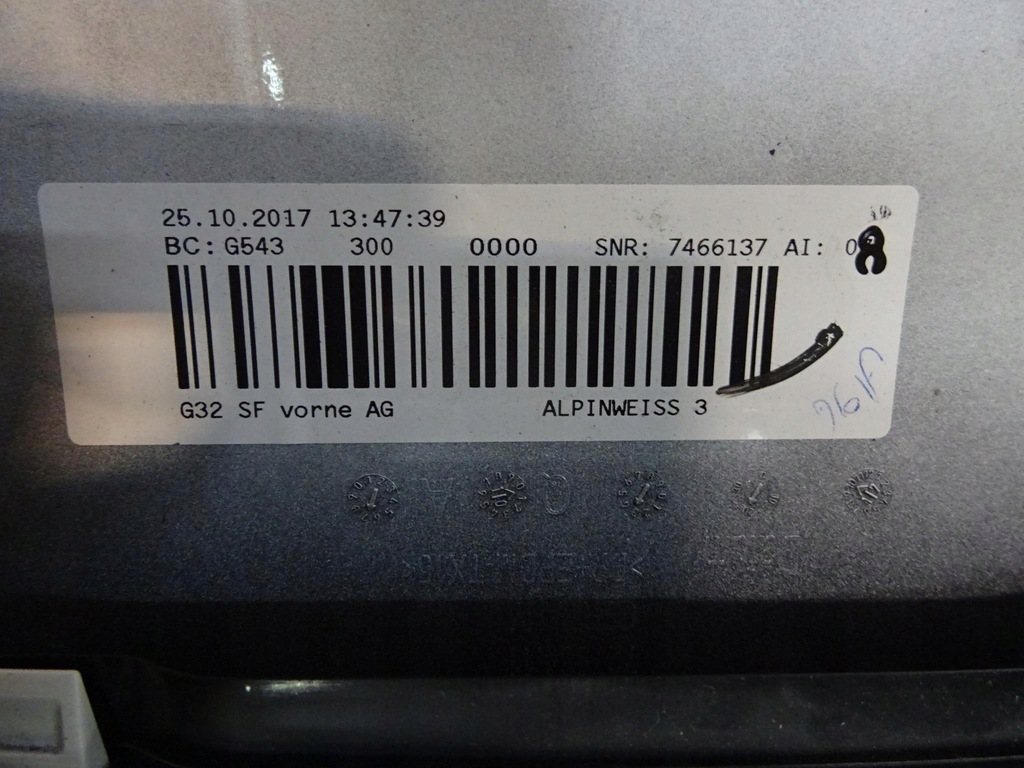 25.10.2017 13:47:39
BC: G543 300 0000 SNR: 7466137 AI: 0
G32 SF vorne AG ALPINWEISS 3